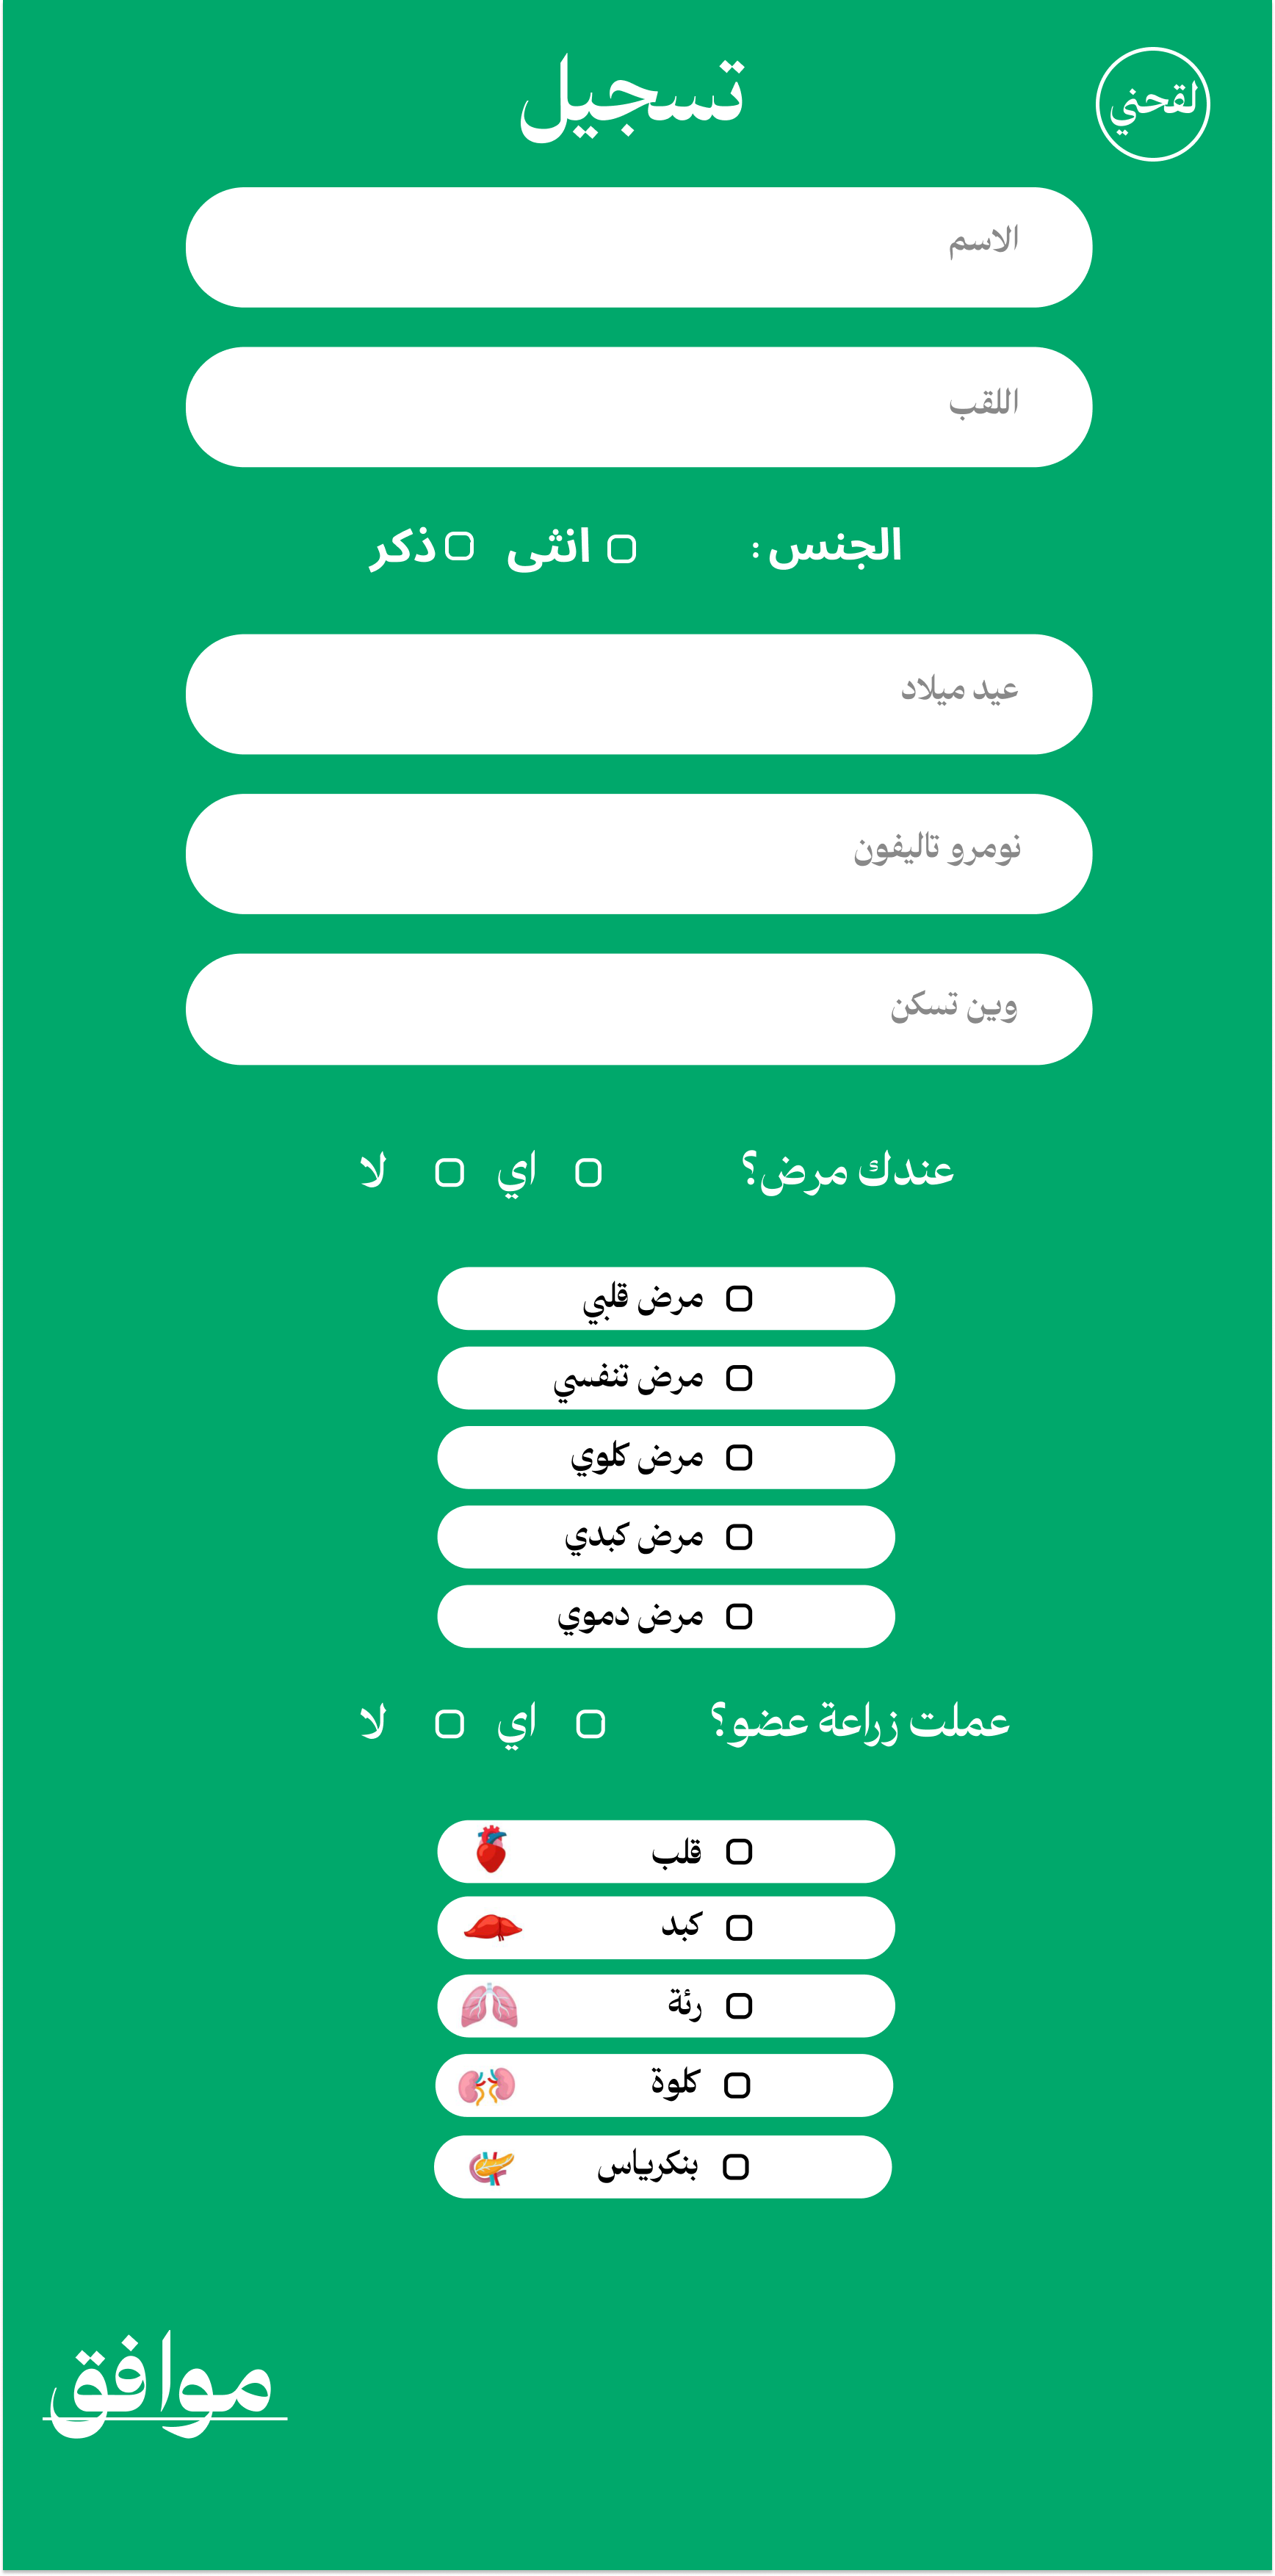 لقحني
تسجيل
الاسم
اللقب
الجنس : انثى ذكر
عيد ميلاد
نومرو تاليفون
وين تسكن
عندك مرض؟ اي لا
مرض قلبي
مرض تنفسي
مرض كلوي
مرض كبدي
مرض دموي
عملت زراعة عضو؟ اي لا
قلب
كبد
رئة
كلوة
بنكرياس
موافق